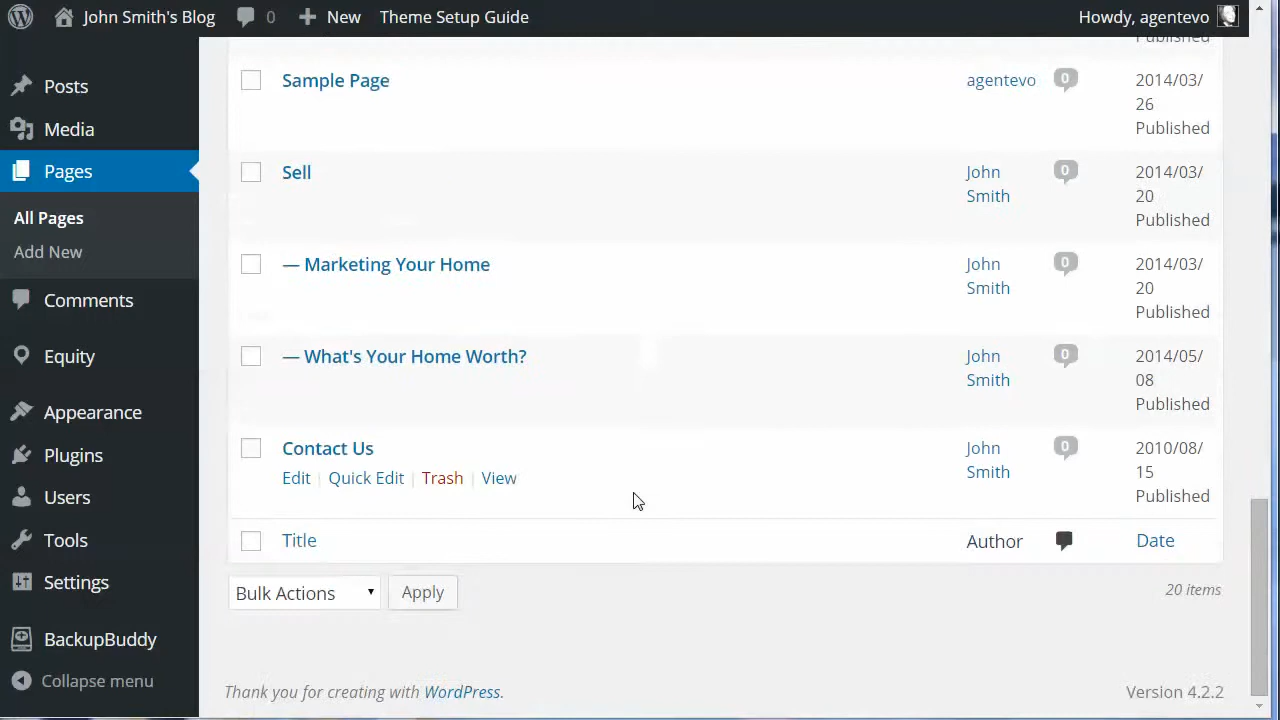 John Smith's Blog 0 New Theme Setup Guide Howdy, agentevo
Published
Posts
Media
Pages
All Pages
Add New
Comments
Equity
Appearance
Plugins
Users
Tools
Settings
BackupBuddy
Collapse menu
Sample Page agentevo 0 2014/03/
26
Published
Sell John 0 2014/03/
Smith 20
Published
— Marketing Your Home John 0 2014/03/
Smith 20
Published
— What's Your Home Worth? John 0 2014/05/
Smith 08
Published
Contact Us John 0 2010/08/
Edit | Quick Edit | Trash | View Smith 15
Published
Title Author Date
Bulk Actions Apply 20 items
Thank you for creating with WordPress. Version 4.2.2